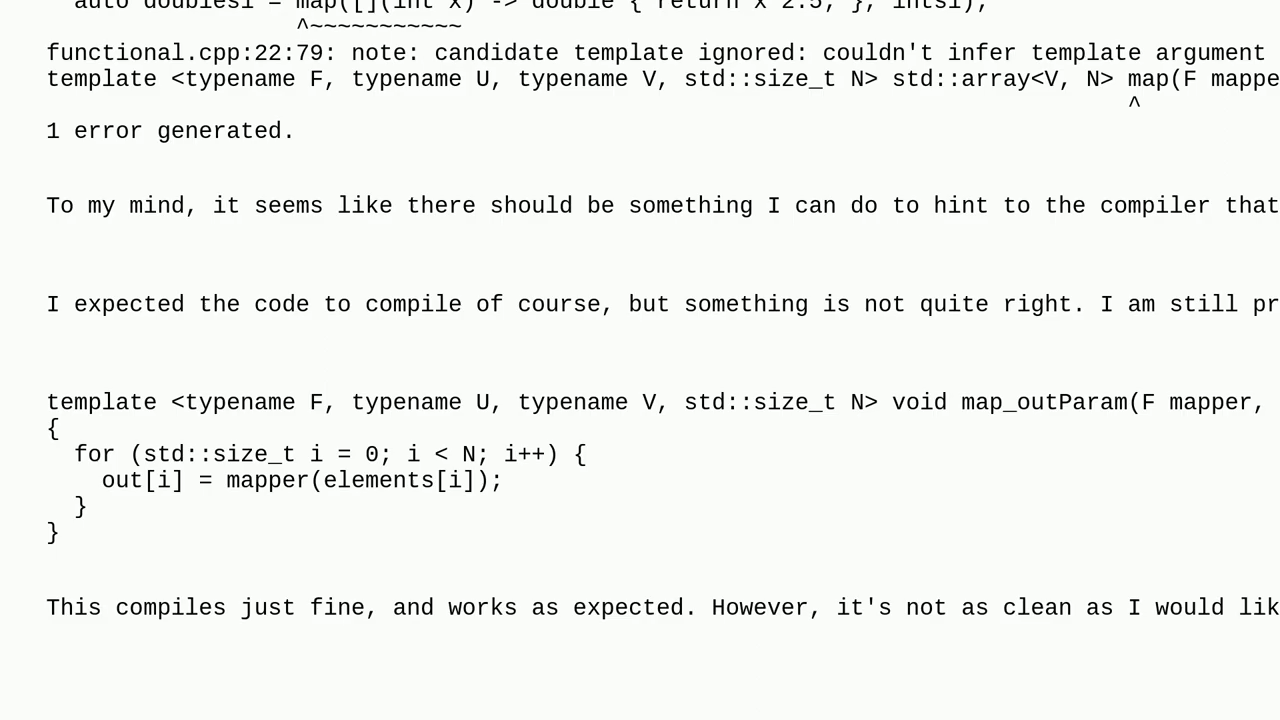 auto doubles1 = map([](int x) -> double { return x 2.5; }, ints1);
^~~~~~~~~~~~
functional.cpp:22:79: note: candidate template ignored: couldn't infer template argument
template <typename F, typename U, typename V, std::size_t N> std::array<V, N> map(F mappe
^
1 error generated.
To my mind, it seems like there should be something I can do to hint to the compiler that
I expected the code to compile of course, but something is not quite right. I am still pr
template <typename F, typename U, typename V, std::size_t N> void map_outParam(F mapper,
{
for (std::size_t i = 0; i < N; i++) {
out[i] = mapper(elements[i]);
}
}
This compiles just fine, and works as expected. However, it's not as clean as I would lik